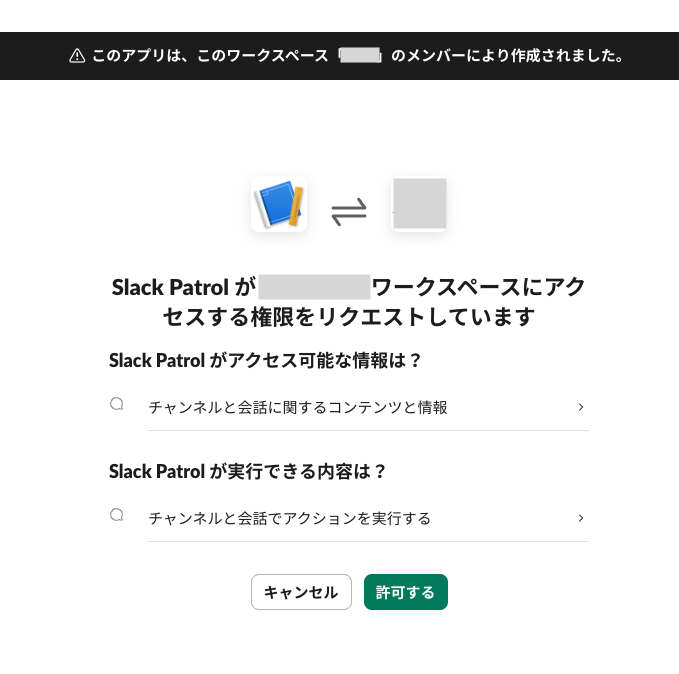 このアプリは、このワークスペース のメンバーにより作成されました。
Slack Patrol が ワークスペースにアク
セスする権限をリクエストしています
Slack Patrol がアクセス可能な情報は？
チャンネルと会話に関するコンテンツと情報
Slack Patrol が実行できる内容は？
チャンネルと会話でアクションを実行する
キャンセル 許可する